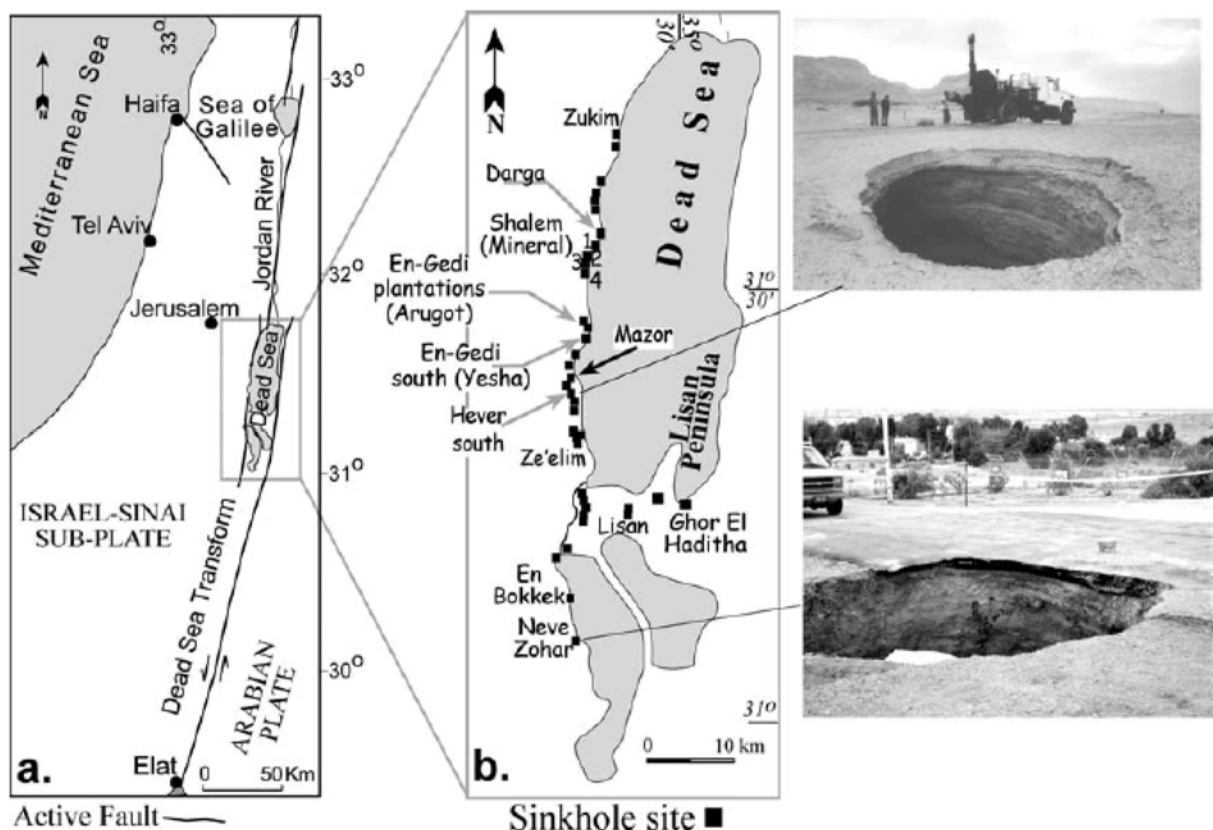 33°
33°
Mediterranean Sea
N
Haifa
Sea of
Galilee
Jordan River
Tel Aviv
32°
Jerusalem
Dead Sea
31°
ISRAEL-SINAI
SUB-PLATE
Dead Sea Transform
30°
ARABIAN
PLATE
Elat
0 50 Km
a.
Active Fault
N
35°
30'
Dead Sea
Zukim
Darga
Shalem
(Mineral)
1
3 2
4
En-Gedi
plantations
(Arugot)
31°
30'
Mazor
En-Gedi
south (Yesha)
Lisan
Peninsula
Hever
south
Ze'elim
Lisan
Ghor El
Haditha
En
Bokkek
Neve
Zohar
31°
0 10 km
b.
Sinkhole site